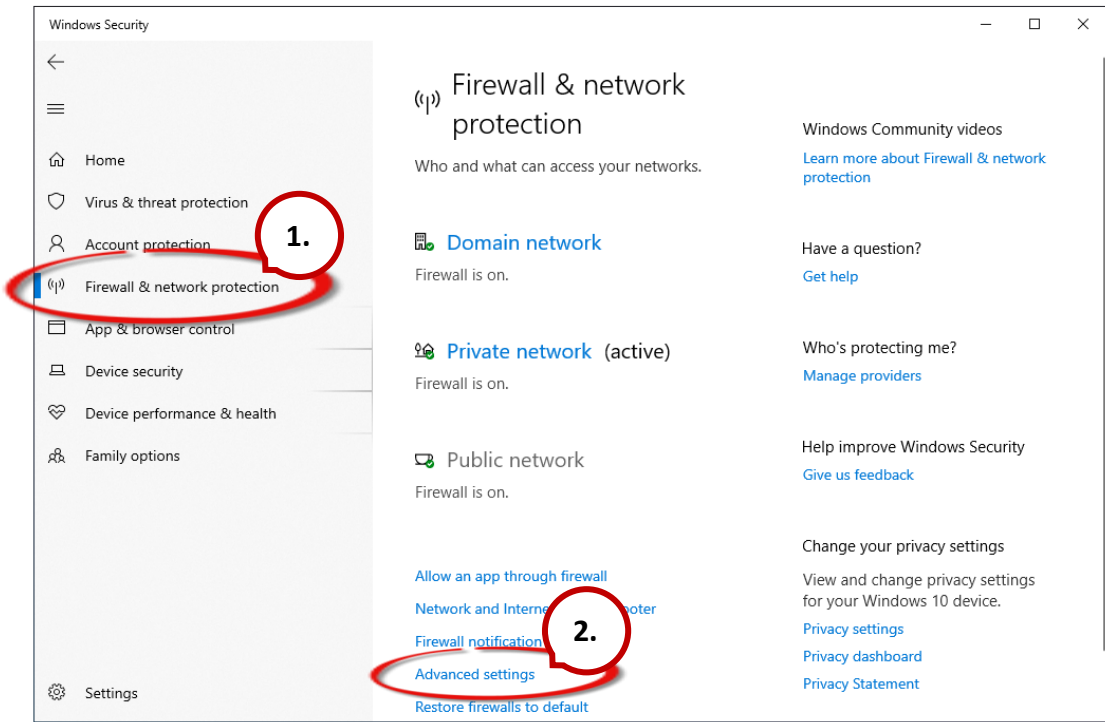 Windows Security
Home
Virus & threat protection
Account protection
Firewall & network protection
App & browser control
Device security
Device performance & health
Family options
Settings
1.
Firewall & network
protection
Who and what can access your networks.
Domain network
Firewall is on.
Private network (active)
Firewall is on.
Public network
Firewall is on.
Allow an app through firewall
Network and Interne
Firewall notification
2.
Advanced settings
Restore firewalls to default
Windows Community videos
Learn more about Firewall & network
protection
Have a question?
Get help
Who's protecting me?
Manage providers
Help improve Windows Security
Give us feedback
Change your privacy settings
View and change privacy settings
for your Windows 10 device.
Privacy settings
Privacy dashboard
Privacy Statement